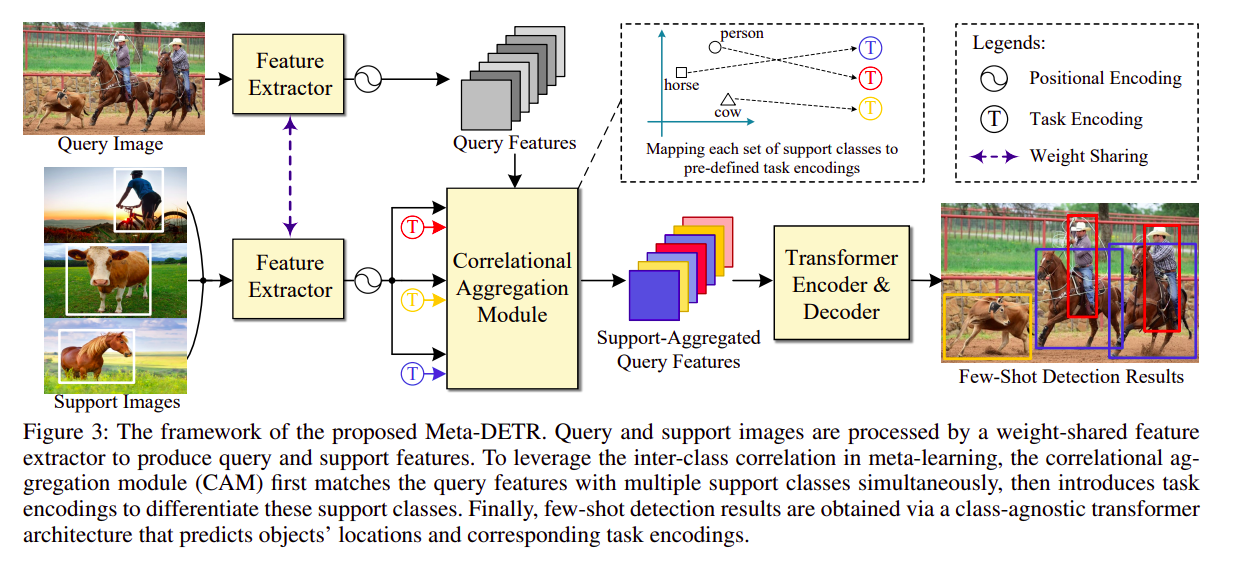 Query Image
Feature
Extractor
Query Features
person
horse
cow
T
T
T
Mapping each set of support classes to
pre-defined task encodings
Legends:
Positional Encoding
T
Task Encoding
Weight Sharing
Support Images
Feature
Extractor
T
T
T
Correlational
Aggregation
Module
Support-Aggregated
Query Features
Transformer
Encoder &
Decoder
Few-Shot Detection Results
Figure 3: The framework of the proposed Meta-DETR. Query and support images are processed by a weight-shared feature
extractor to produce query and support features. To leverage the inter-class correlation in meta-learning, the correlational ag-
gregation module (CAM) first matches the query features with multiple support classes simultaneously, then introduces task
encodings to differentiate these support classes. Finally, few-shot detection results are obtained via a class-agnostic transformer
architecture that predicts objects’ locations and corresponding task encodings.